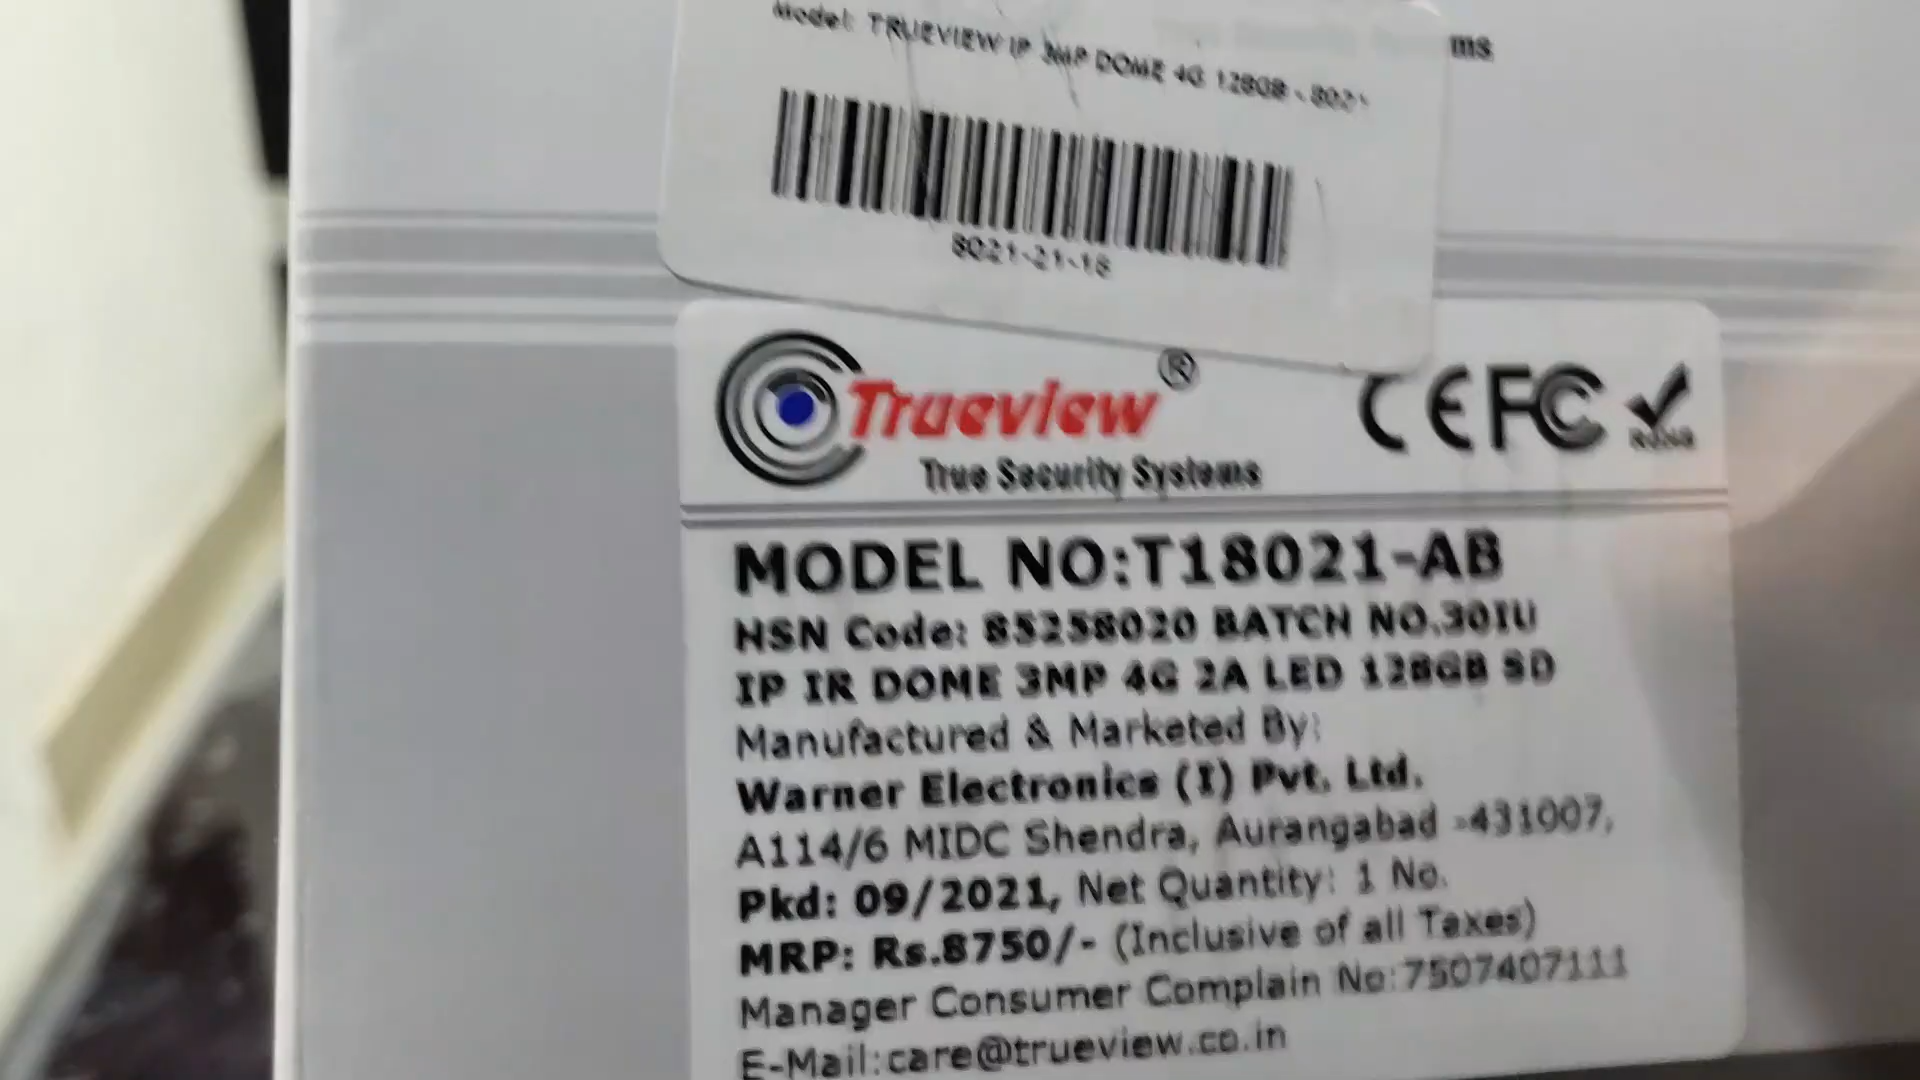 ms
Model: TRUEVIEW IP 3MP DOME 4G 128GB - 8021
8021-21-18
Trueview®
True Security Systems
CE FC
RoHS
MODEL NO:T18021-AB
HSN Code: 85258020 BATCH NO.30IU
IP IR DOME 3MP 4G 2A LED 128GB SD
Manufactured & Marketed By:
Warner Electronics (I) Pvt. Ltd.
A114/6 MIDC Shendra, Aurangabad -431007,
Pkd: 09/2021, Net Quantity: 1 No.
MRP: Rs.8750/- (Inclusive of all Taxes)
Manager Consumer Complain No:7507407111
E-Mail:care@trueview.co.in